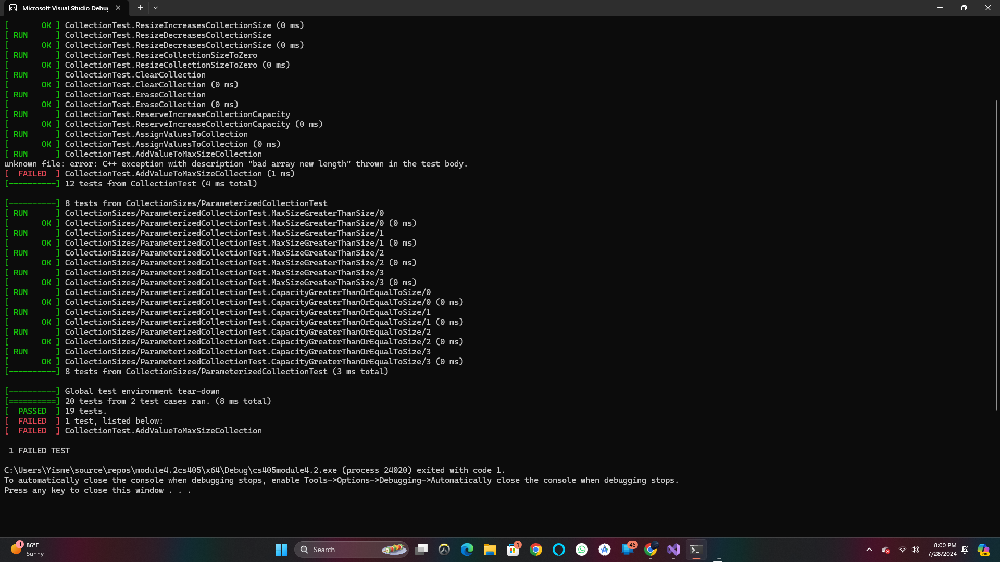 Microsoft Visual Studio Debug
[       OK ] CollectionTest.ResizeIncreasesCollectionSize (0 ms)
[ RUN      ] CollectionTest.ResizeDecreasesCollectionSize
[       OK ] CollectionTest.ResizeDecreasesCollectionSize (0 ms)
[ RUN      ] CollectionTest.ResizeCollectionSizeToZero
[       OK ] CollectionTest.ResizeCollectionSizeToZero (0 ms)
[ RUN      ] CollectionTest.ClearCollection
[       OK ] CollectionTest.ClearCollection (0 ms)
[ RUN      ] CollectionTest.EraseCollection
[       OK ] CollectionTest.EraseCollection (0 ms)
[ RUN      ] CollectionTest.ReserveIncreaseCollectionCapacity
[       OK ] CollectionTest.ReserveIncreaseCollectionCapacity (0 ms)
[ RUN      ] CollectionTest.AssignValuesToCollection
[       OK ] CollectionTest.AssignValuesToCollection (0 ms)
[ RUN      ] CollectionTest.AddValueToMaxSizeCollection
unknown file: error: C++ exception with description "bad array new length" thrown in the test body.
[  FAILED  ] CollectionTest.AddValueToMaxSizeCollection (1 ms)
[----------] 12 tests from CollectionTest (4 ms total)
[----------] 8 tests from CollectionSizes/ParameterizedCollectionTest
[ RUN      ] CollectionSizes/ParameterizedCollectionTest.MaxSizeGreaterThanSize/0
[       OK ] CollectionSizes/ParameterizedCollectionTest.MaxSizeGreaterThanSize/0 (0 ms)
[ RUN      ] CollectionSizes/ParameterizedCollectionTest.MaxSizeGreaterThanSize/1
[       OK ] CollectionSizes/ParameterizedCollectionTest.MaxSizeGreaterThanSize/1 (0 ms)
[ RUN      ] CollectionSizes/ParameterizedCollectionTest.MaxSizeGreaterThanSize/2
[       OK ] CollectionSizes/ParameterizedCollectionTest.MaxSizeGreaterThanSize/2 (0 ms)
[ RUN      ] CollectionSizes/ParameterizedCollectionTest.MaxSizeGreaterThanSize/3
[       OK ] CollectionSizes/ParameterizedCollectionTest.MaxSizeGreaterThanSize/3 (0 ms)
[ RUN      ] CollectionSizes/ParameterizedCollectionTest.CapacityGreaterThanOrEqualToSize/0
[       OK ] CollectionSizes/ParameterizedCollectionTest.CapacityGreaterThanOrEqualToSize/0 (0 ms)
[ RUN      ] CollectionSizes/ParameterizedCollectionTest.CapacityGreaterThanOrEqualToSize/1
[       OK ] CollectionSizes/ParameterizedCollectionTest.CapacityGreaterThanOrEqualToSize/1 (0 ms)
[ RUN      ] CollectionSizes/ParameterizedCollectionTest.CapacityGreaterThanOrEqualToSize/2
[       OK ] CollectionSizes/ParameterizedCollectionTest.CapacityGreaterThanOrEqualToSize/2 (0 ms)
[ RUN      ] CollectionSizes/ParameterizedCollectionTest.CapacityGreaterThanOrEqualToSize/3
[       OK ] CollectionSizes/ParameterizedCollectionTest.CapacityGreaterThanOrEqualToSize/3 (0 ms)
[----------] 8 tests from CollectionSizes/ParameterizedCollectionTest (3 ms total)
[----------] Global test environment tear-down
[==========] 20 tests from 2 test cases ran. (8 ms total)
[  PASSED  ] 19 tests.
[  FAILED  ] 1 test, listed below:
[  FAILED  ] CollectionTest.AddValueToMaxSizeCollection
1 FAILED TEST
C:\Users\Yisme\source\repos\module4.2cs405\x64\Debug\cs405module4.2.exe (process 24020) exited with code 1.
To automatically close the console when debugging stops, enable Tools->Options->Debugging->Automatically close the console when debugging stops.
Press any key to close this window . . .
1
86°F
Sunny
Search
1
46
8:00 PM
7/28/2024
PRE